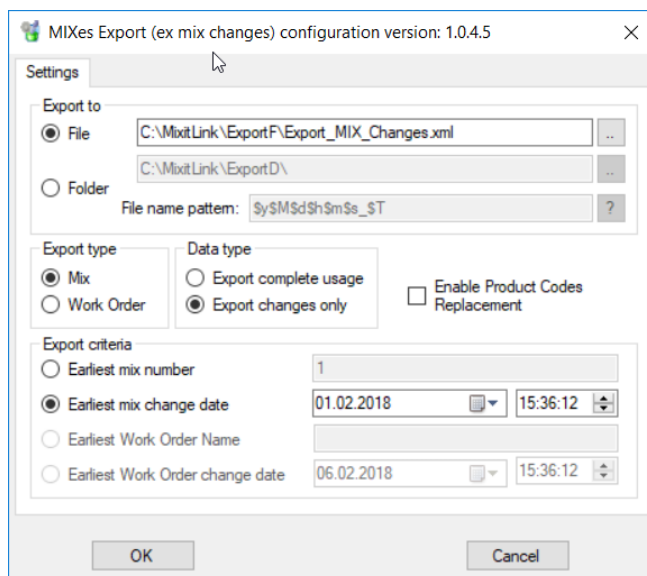 MIXes Export (ex mix changes) configuration version: 1.0.4.5
Settings
Export to
File C:\MixitLink\ExportF\Export_MIX_Changes.xml ..
C:\MixitLink\ExportD\ ..
Folder
File name pattern: $y$M$d$h$m$s_$T ?
Export type Data type
Mix Export complete usage
Work Order Export changes only
Enable Product Codes
Replacement
Export criteria
Earliest mix number 1
Earliest mix change date 01.02.2018 15:36:12
Earliest Work Order Name
Earliest Work Order change date 06.02.2018 15:36:12
OK Cancel